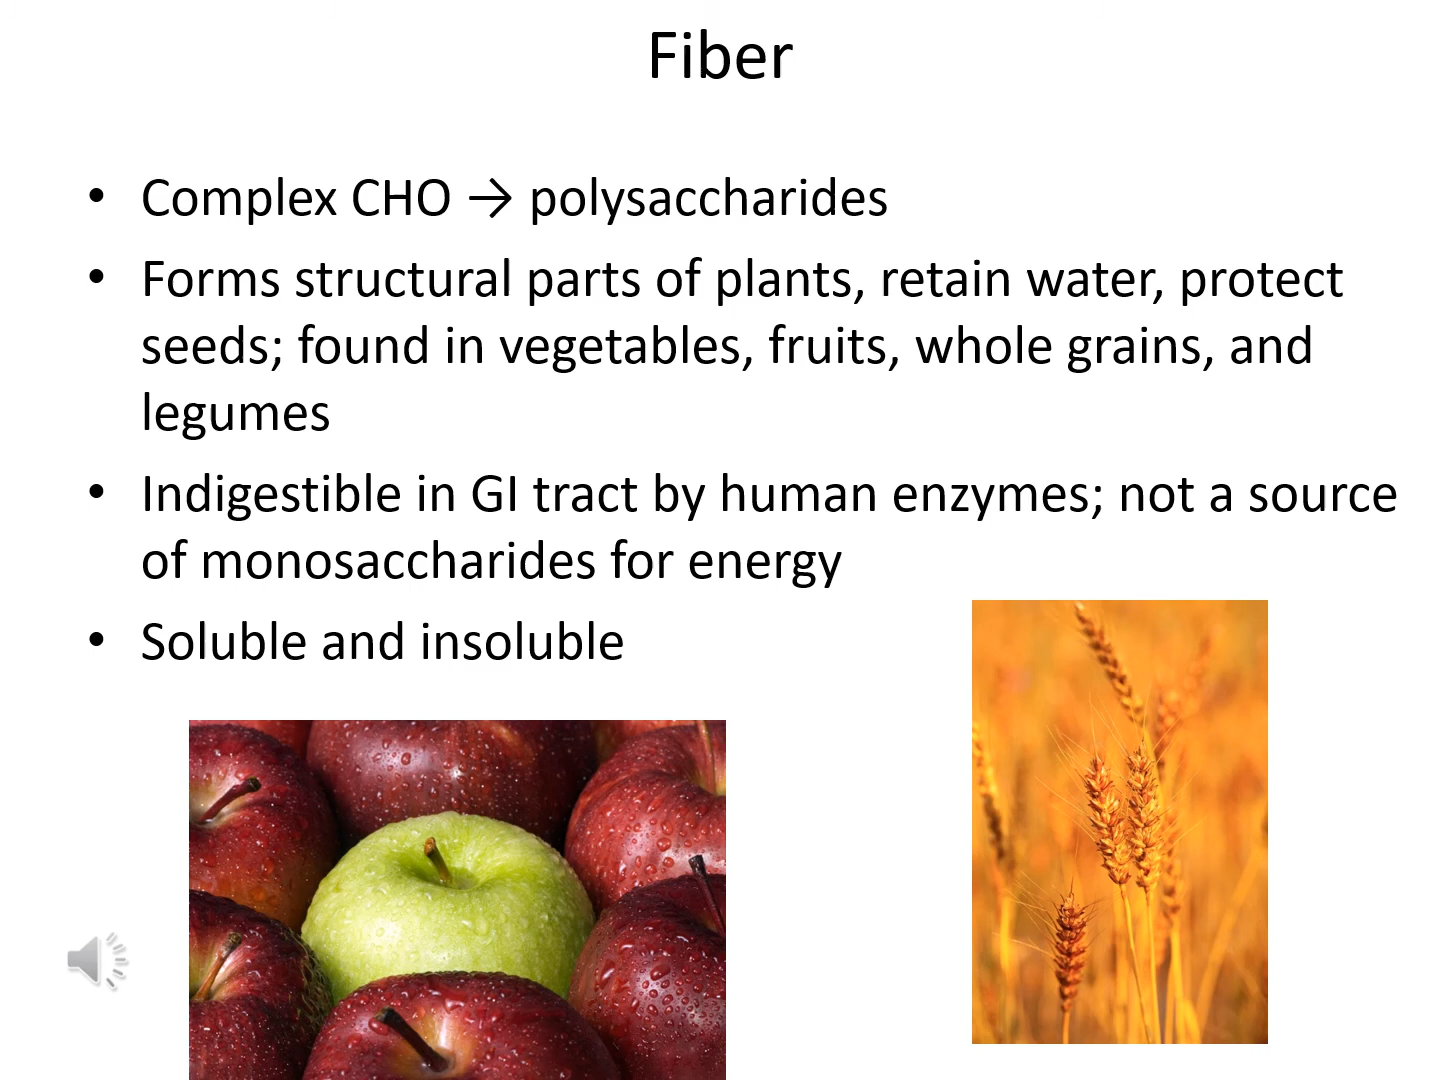 Fiber
• Complex CHO → polysaccharides
• Forms structural parts of plants, retain water, protect
seeds; found in vegetables, fruits, whole grains, and
legumes
• Indigestible in GI tract by human enzymes; not a source
of monosaccharides for energy
• Soluble and insoluble